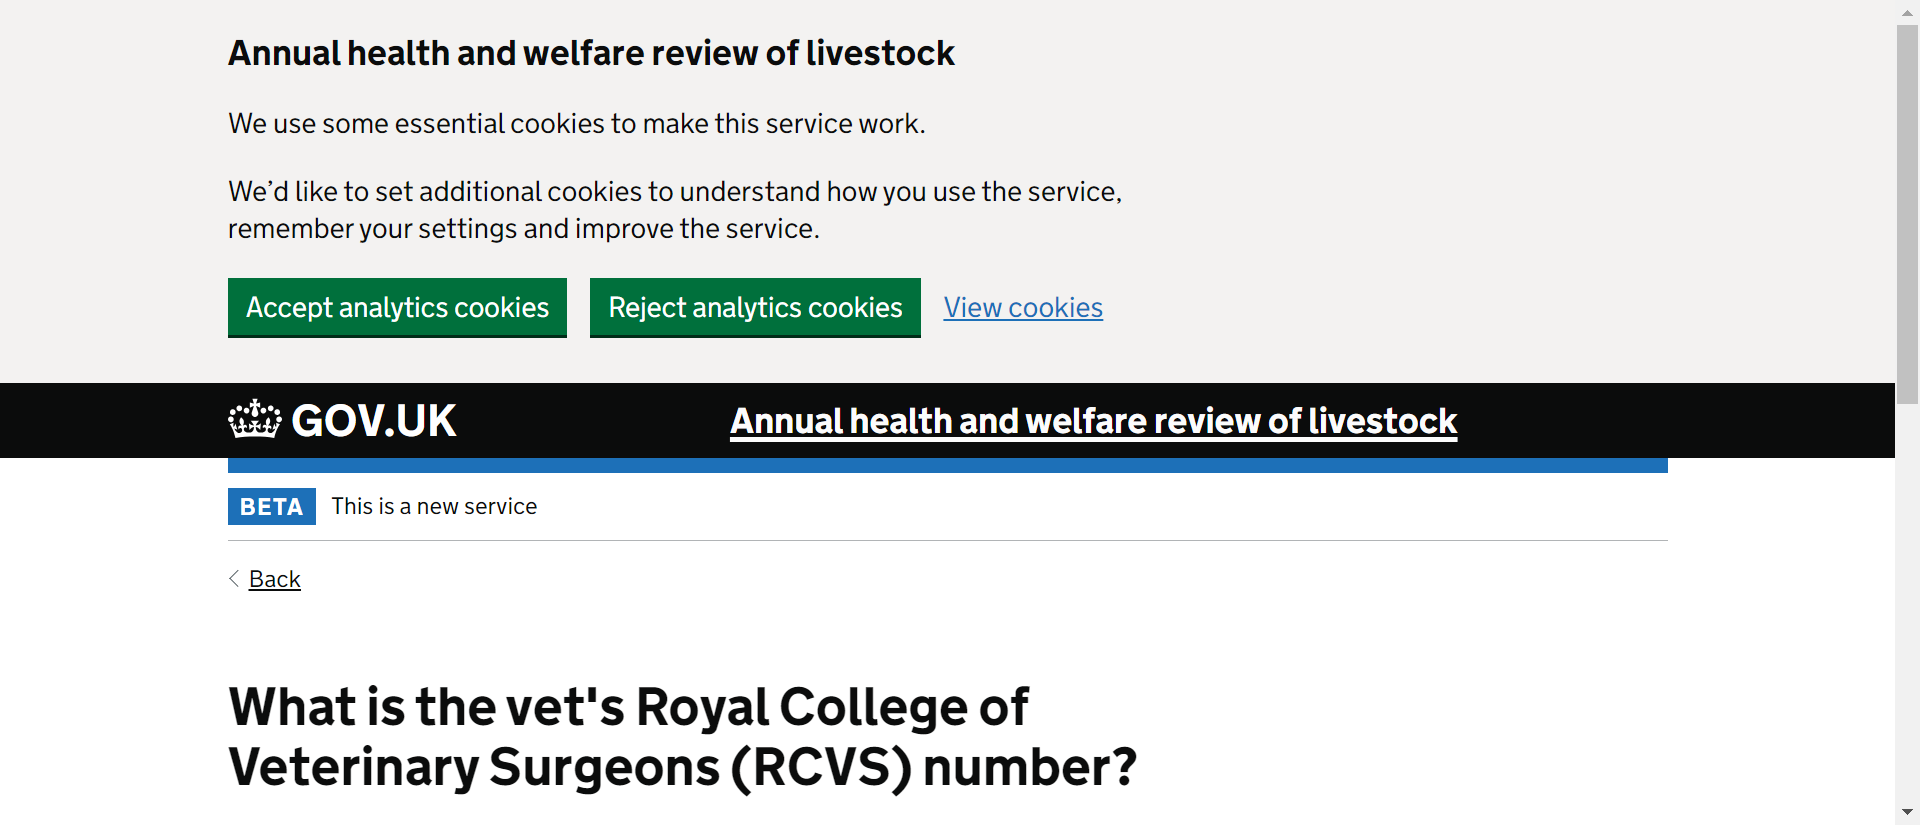 Annual health and welfare review of livestock
We use some essential cookies to make this service work.
We’d like to set additional cookies to understand how you use the service,
remember your settings and improve the service.
Accept analytics cookies Reject analytics cookies View cookies
GOV.UK Annual health and welfare review of livestock
BETA This is a new service
Back
What is the vet's Royal College of
Veterinary Surgeons (RCVS) number?